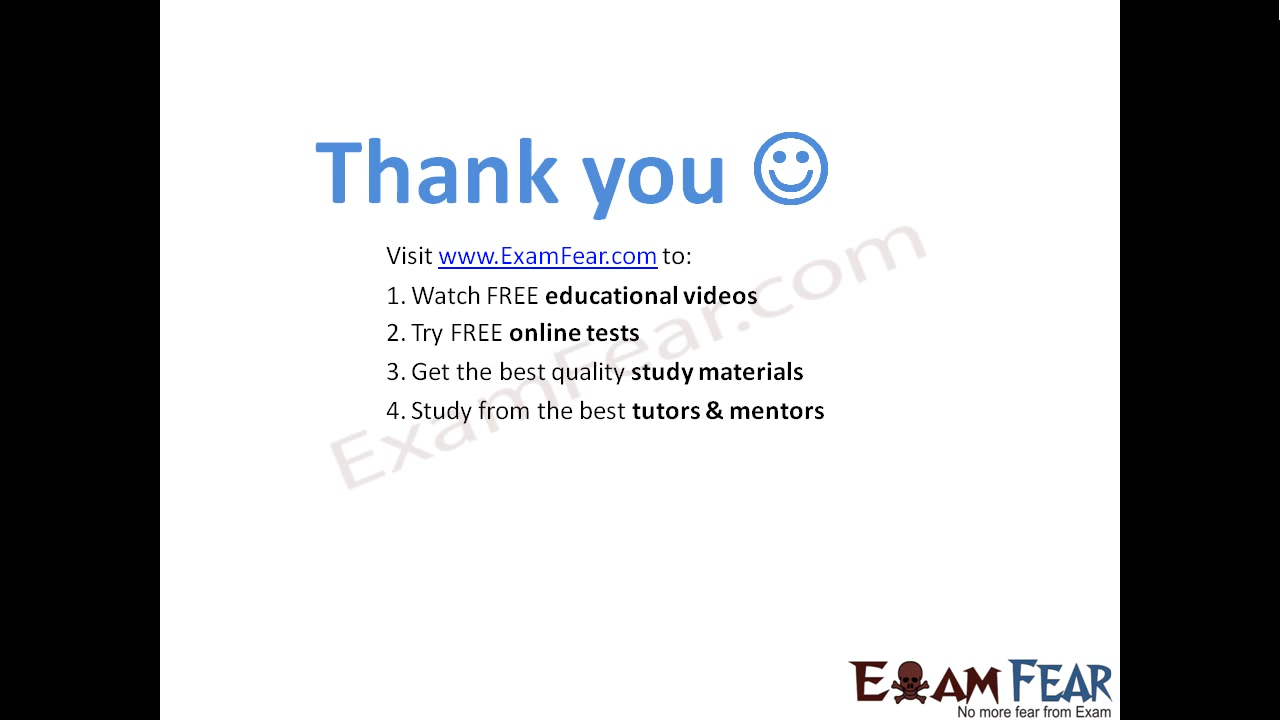 Thank you
Visit www.ExamFear.com to:
1. Watch FREE educational videos
2. Try FREE online tests
3. Get the best quality study materials
4. Study from the best tutors & mentors
ExamFear.com
EXAM FEAR
No more fear from Exam